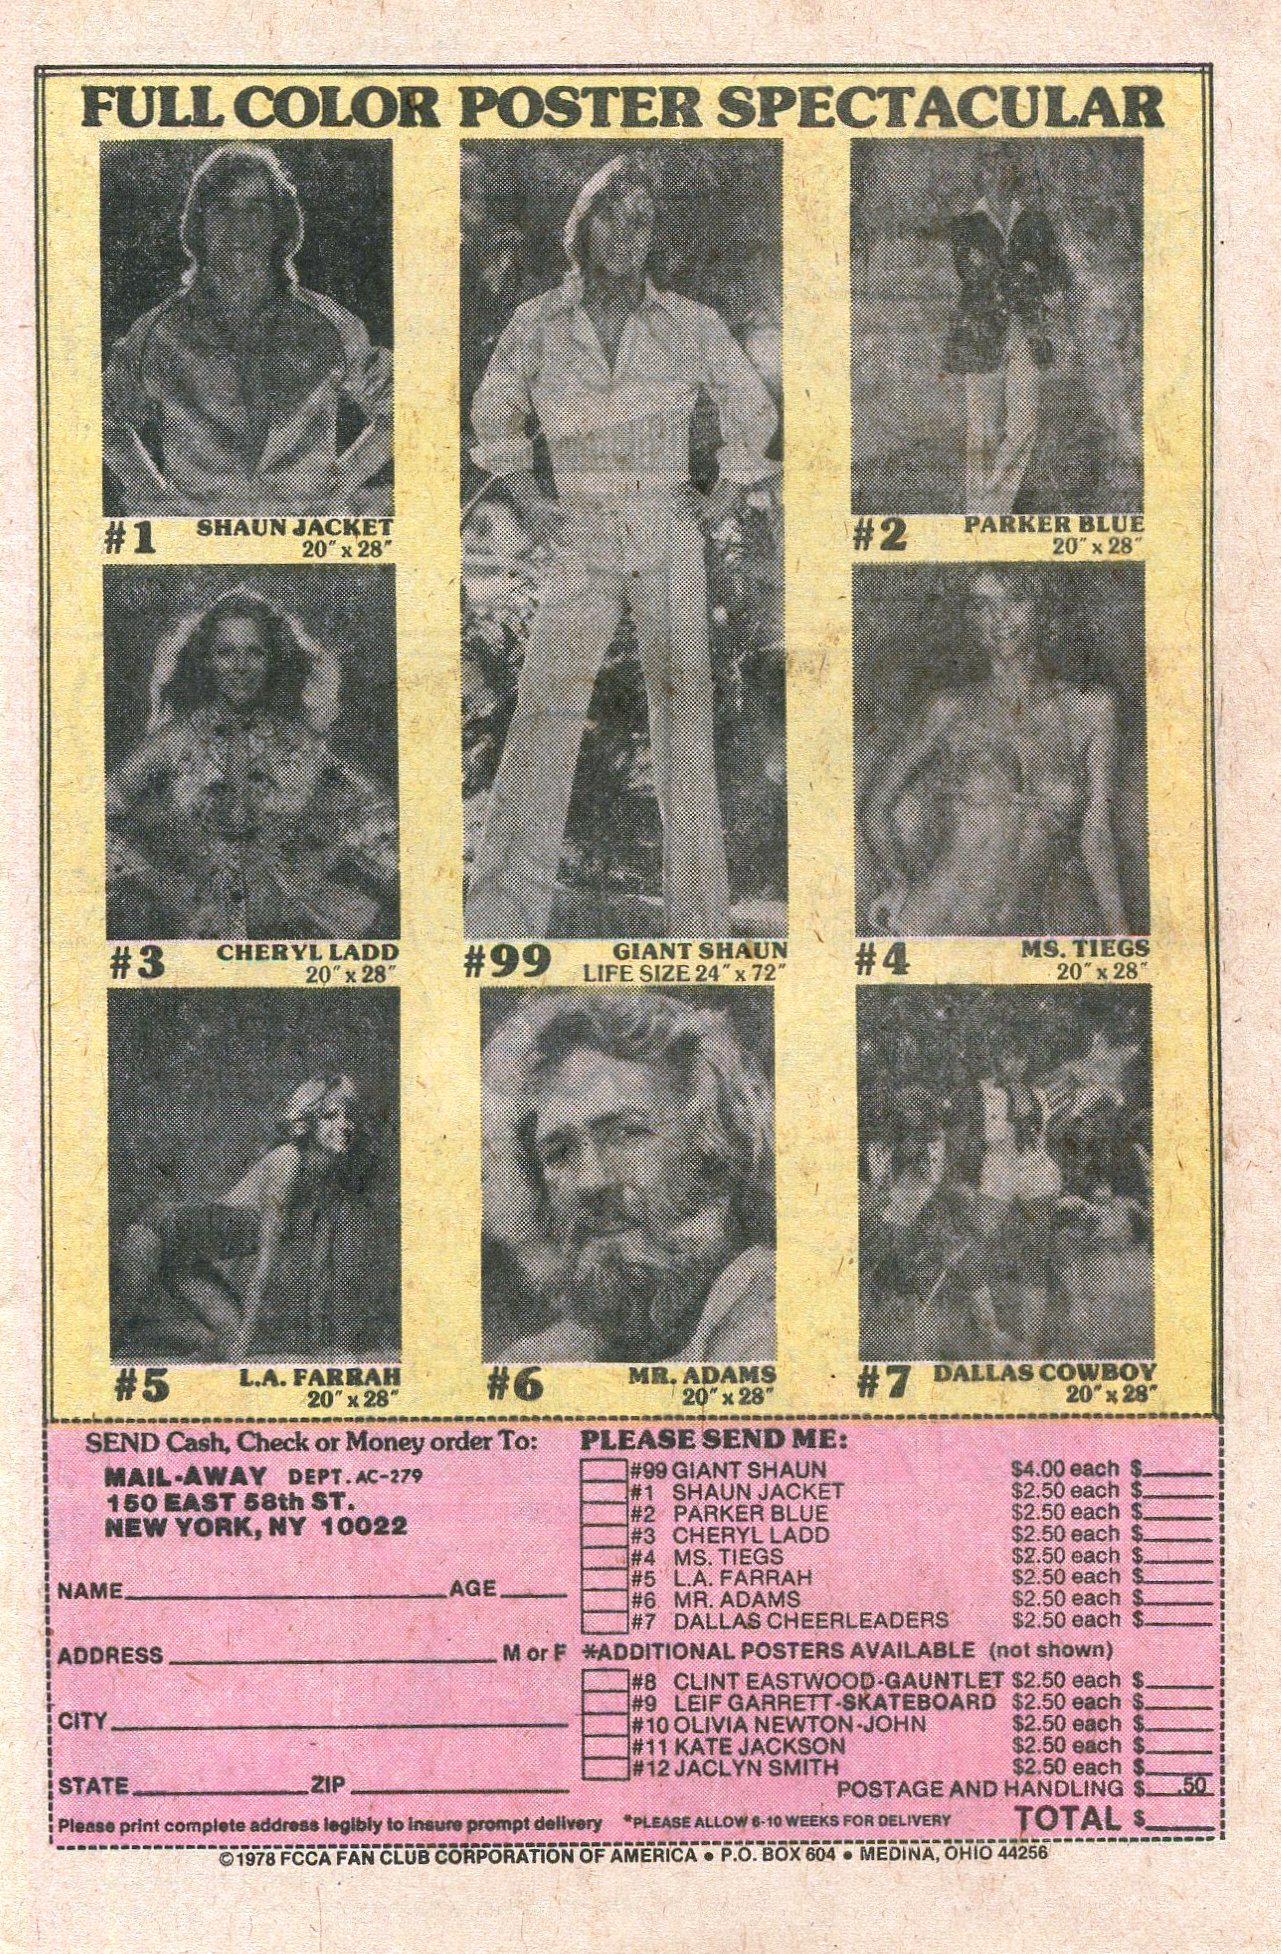 FULL COLOR POSTER SPECTACULAR
#1 SHAUN JACKET
20" x 28"
#2 PARKER BLUE
20" x 28"
#3 CHERYL LADD
20" x 28"
#99 GIANT SHAUN
LIFE SIZE 24" x 72"
#4 MS. TIEGS
20" x 28"
#5 L.A. FARRAH
20" x 28"
#6 MR. ADAMS
20" x 28"
#7 DALLAS COWBOY
20" x 28"
SEND Cash, Check or Money order To:
MAIL-AWAY DEPT. AC-279
150 EAST 58th ST.
NEW YORK, NY 10022
NAME AGE
ADDRESS M or F
CITY
STATE ZIP
Please print complete address legibly to insure prompt delivery
PLEASE SEND ME:
#99 GIANT SHAUN $4.00 each $
#1 SHAUN JACKET $2.50 each $
#2 PARKER BLUE $2.50 each $
#3 CHERYL LADD $2.50 each $
#4 MS. TIEGS $2.50 each $
#5 L.A. FARRAH $2.50 each $
#6 MR. ADAMS $2.50 each $
#7 DALLAS CHEERLEADERS $2.50 each $
*ADDITIONAL POSTERS AVAILABLE (not shown)
#8 CLINT EASTWOOD-GAUNTLET $2.50 each $
#9 LEIF GARRETT-SKATEBOARD $2.50 each $
#10 OLIVIA NEWTON-JOHN $2.50 each $
#11 KATE JACKSON $2.50 each $
#12 JACLYN SMITH $2.50 each $
POSTAGE AND HANDLING $ .50
*PLEASE ALLOW 6-10 WEEKS FOR DELIVERY TOTAL $
©1978 FCCA FAN CLUB CORPORATION OF AMERICA • P.O. BOX 604 • MEDINA, OHIO 44256